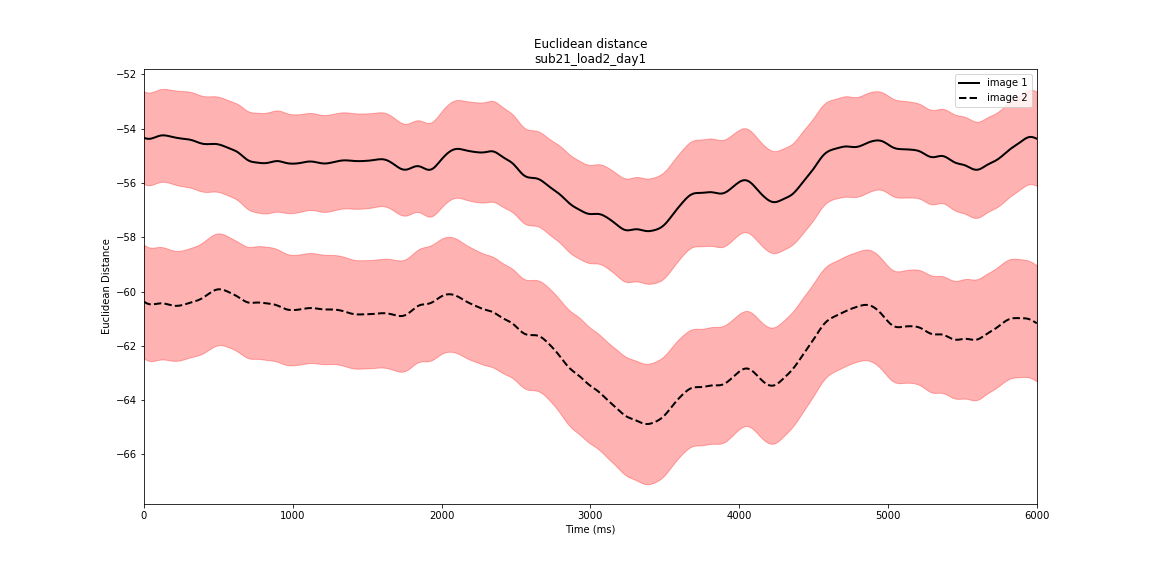 Euclidean distance
sub21_load2_day1
image 1
image 2
Euclidean Distance
−52
−54
−56
−58
−60
−62
−64
−66
0 1000 2000 3000 4000 5000 6000
Time (ms)